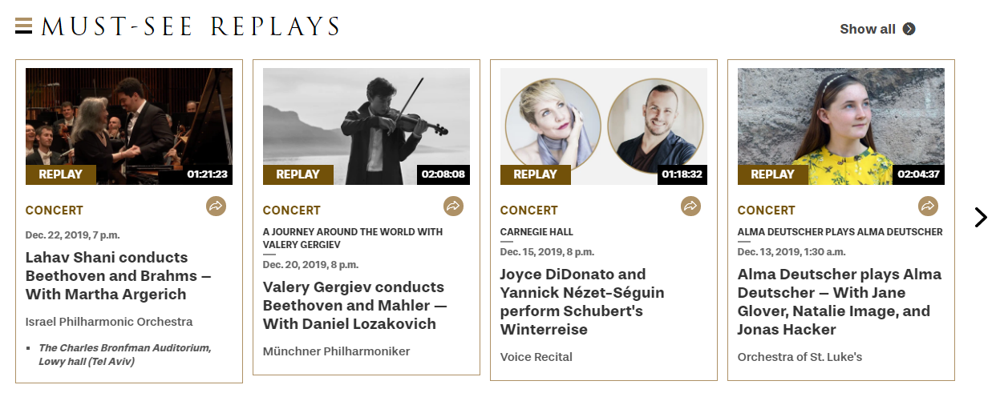 MUST-SEE REPLAYS
Show all
REPLAY
01:21:23
CONCERT
Dec. 22, 2019, 7 p.m.
Lahav Shani conducts
Beethoven and Brahms –
With Martha Argerich
Israel Philharmonic Orchestra
▪ The Charles Bronfman Auditorium,
Lowy hall (Tel Aviv)
REPLAY
02:08:08
CONCERT
A JOURNEY AROUND THE WORLD WITH
VALERY GERGIEV
Dec. 20, 2019, 8 p.m.
Valery Gergiev conducts
Beethoven and Mahler —
With Daniel Lozakovich
Münchner Philharmoniker
REPLAY
01:18:32
CONCERT
CARNEGIE HALL
Dec. 15, 2019, 8 p.m.
Joyce DiDonato and
Yannick Nézet-Séguin
perform Schubert's
Winterreise
Voice Recital
REPLAY
02:04:37
CONCERT
ALMA DEUTSCHER PLAYS ALMA DEUTSCHER
Dec. 13, 2019, 1:30 a.m.
Alma Deutscher plays Alma
Deutscher – With Jane
Glover, Natalie Image, and
Jonas Hacker
Orchestra of St. Luke's